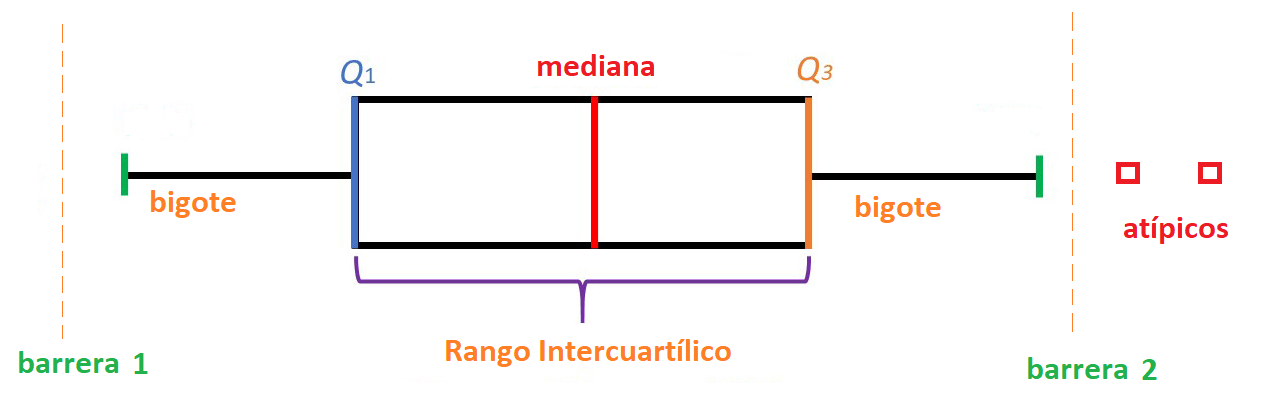 mediana
Q1
Q3
bigote
bigote
atípicos
Rango Intercuartílico
barrera 1
barrera 2